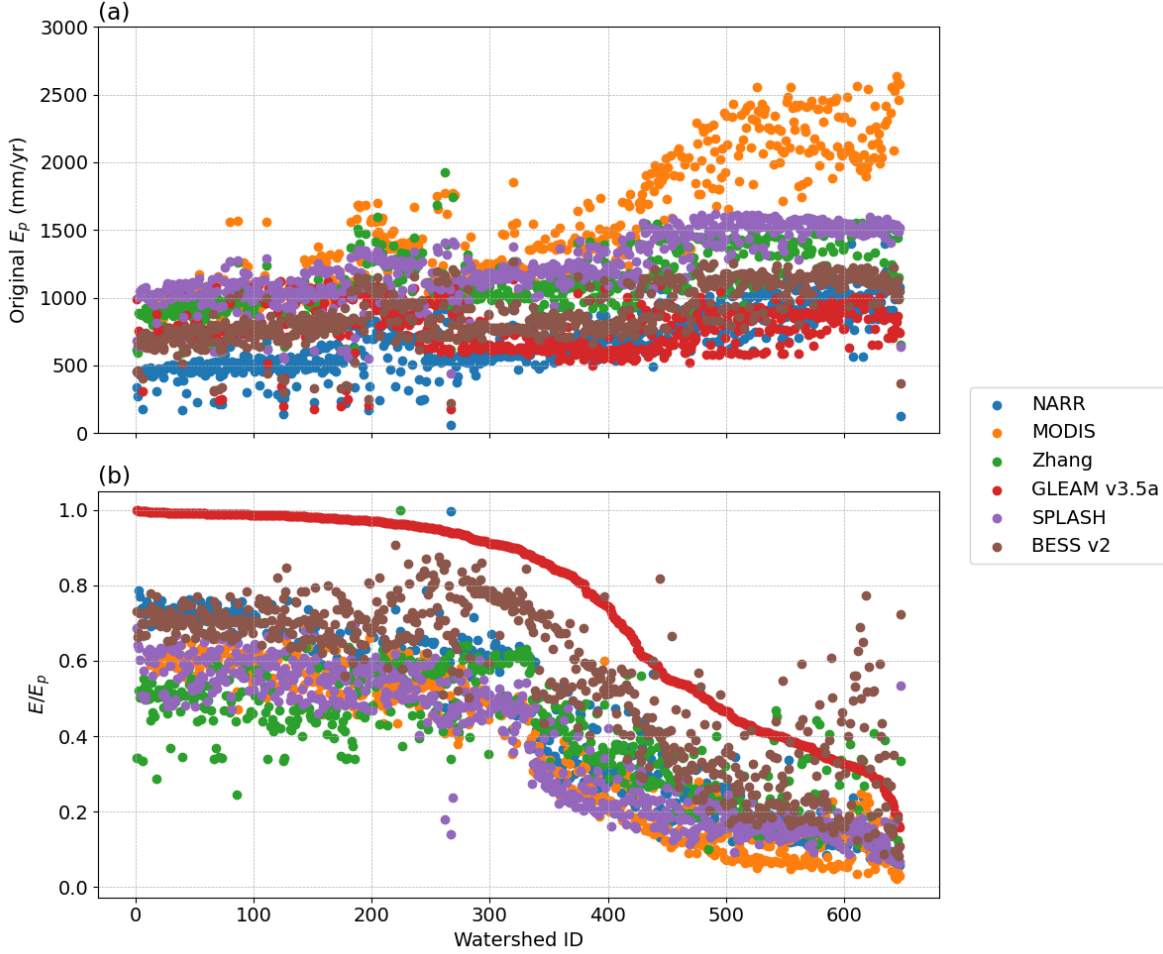 (a)
3000
2500
2000
1500
1000
500
0
Original E_p (mm/yr)
(b)
1.0
0.8
0.6
0.4
0.2
0.0
E/E_p
0 100 200 300 400 500 600
Watershed ID
NARR
MODIS
Zhang
GLEAM v3.5a
SPLASH
BESS v2